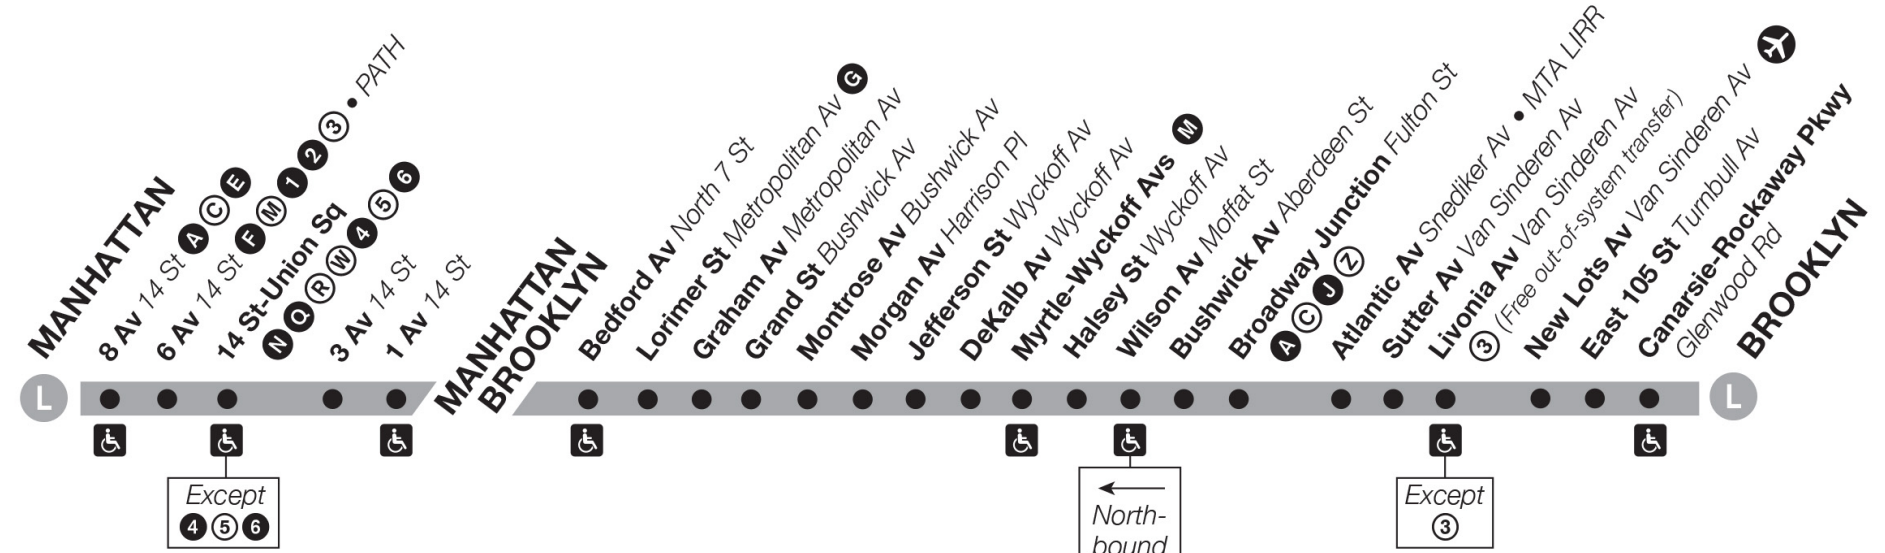 MANHATTAN
8 Av 14 St A C E
6 Av 14 St F M 1 2 3 • PATH
14 St-Union Sq
N Q R W 4 5 6
3 Av 14 St
1 Av 14 St
MANHATTAN
BROOKLYN
Bedford Av North 7 St
Lorimer St Metropolitan Av G
Graham Av Metropolitan Av
Grand St Bushwick Av
Montrose Av Bushwick Av
Morgan Av Harrison Pl
Jefferson St Wyckoff Av
DeKalb Av Wyckoff Av
Myrtle-Wyckoff Avs M
Halsey St Wyckoff Av
Wilson Av Moffat St
Bushwick Av Aberdeen St
Broadway Junction Fulton St
A C J Z
Atlantic Av Snediker Av • MTA LIRR
Sutter Av Van Sinderen Av
Livonia Av Van Sinderen Av
3 (Free out-of-system transfer)
New Lots Av Van Sinderen Av
East 105 St Turnbull Av
Canarsie-Rockaway Pkwy
Glenwood Rd
BROOKLYN
L
L
Except
4 5 6
North-
bound
Except
3